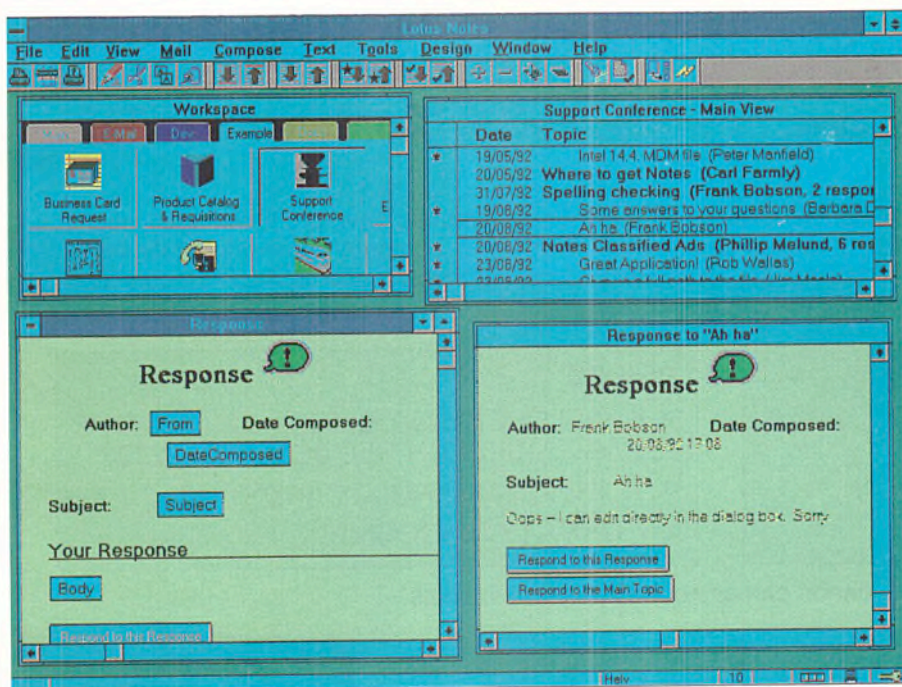 Lotus Notes
File Edit View Mail Compose Text Tools Design Window Help
Workspace
E Mail Dev Example
Business Card
Request
Product Catalog
& Requisitions
Support
Conference
E
Support Conference - Main View
Date Topic
19/05/92 Intel 14.4. MDM file (Peter Manfield)
20/05/92 Where to get Notes (Carl Farmly)
31/07/92 Spelling checking (Frank Bobson, 2 respor
19/08/92 Some answers to your questions (Barbara D
20/08/92 Ah ha (Frank Bobson)
20/08/92 Notes Classified Ads (Phillip Melund, 6 res
23/08/92 Great Application! (Rob Wallas)
Response
Response
Author: From Date Composed:
DateComposed
Subject: Subject
Your Response
Body
Respond to this Response
Response to "Ah ha"
Response
Author: Frank Bobson Date Composed:
20/08/92 13:08
Subject: Ah ha
Oops – I can edit directly in the dialog box. Sorry
Respond to this Response
Respond to the Main Topic
Helv 10